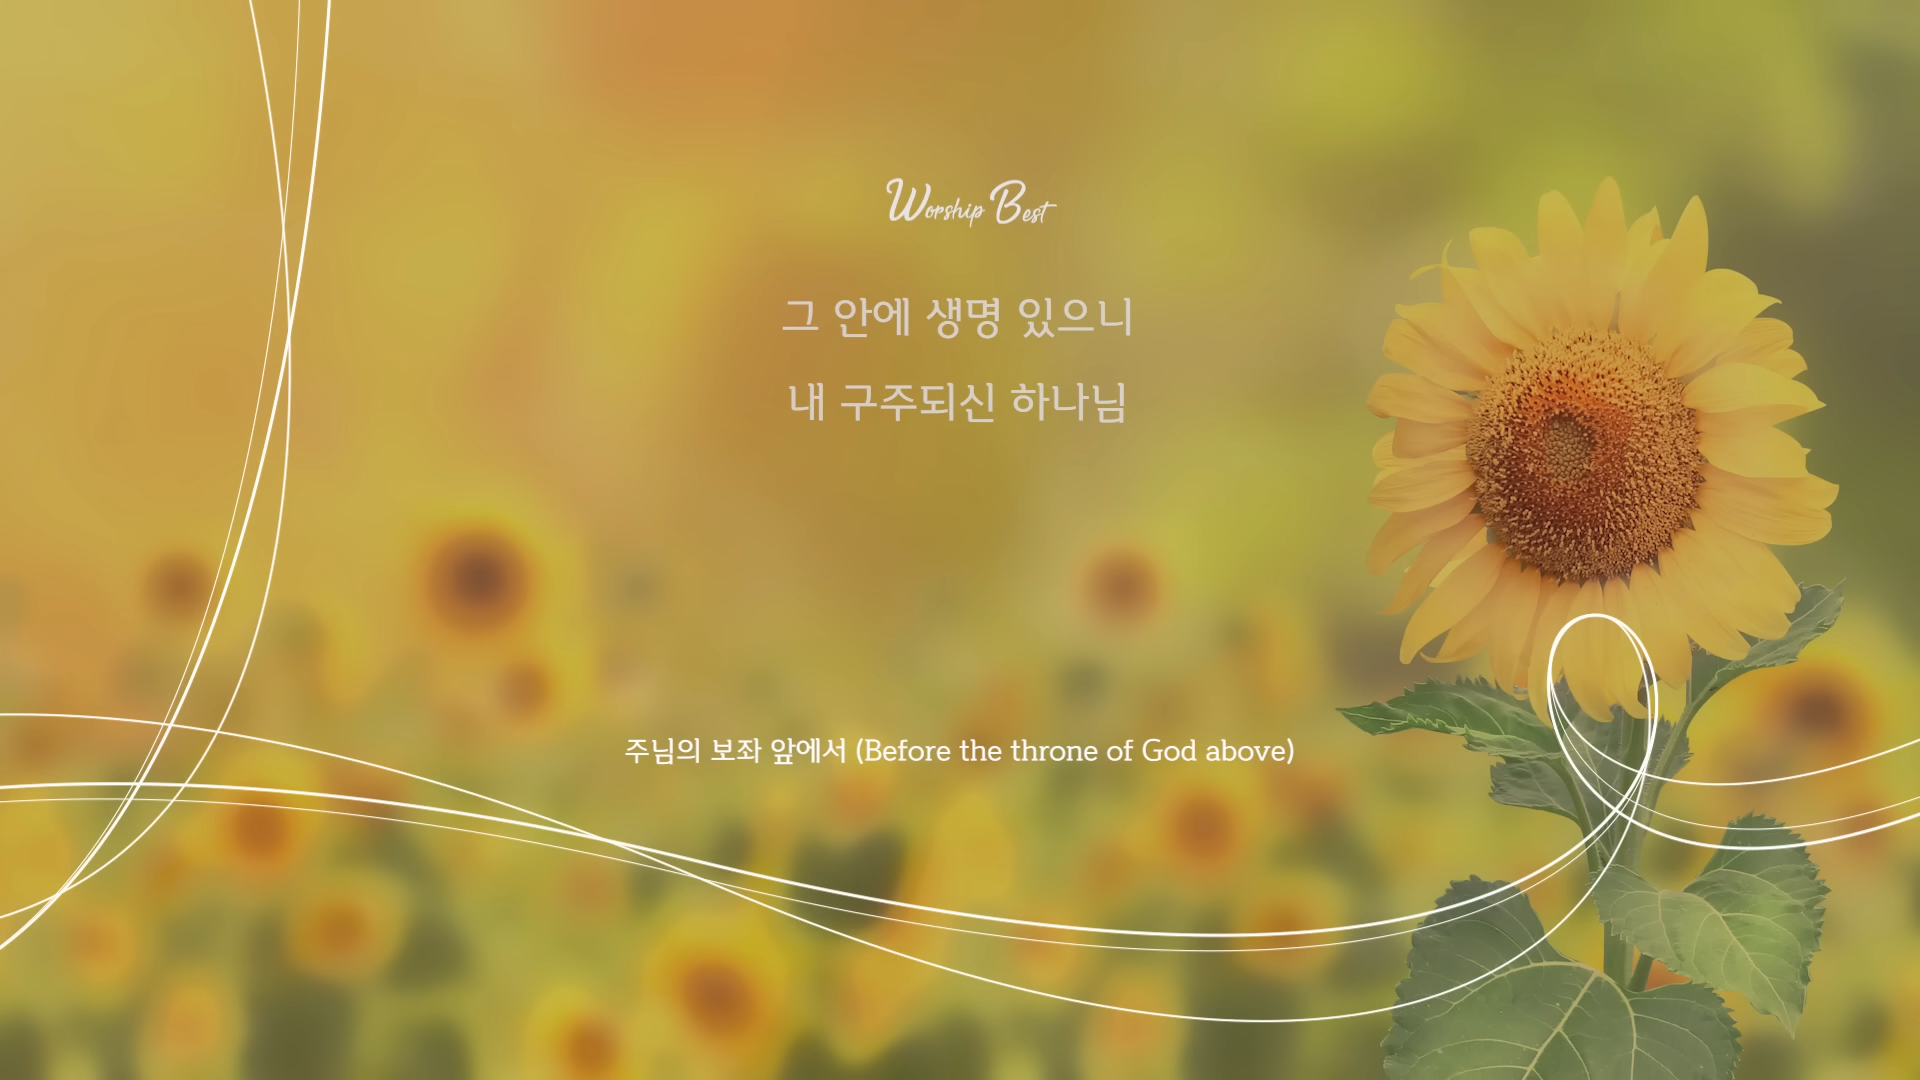 Worship Best
그 안에 생명 있으니
내 구주되신 하나님
주님의 보좌 앞에서 (Before the throne of God above)